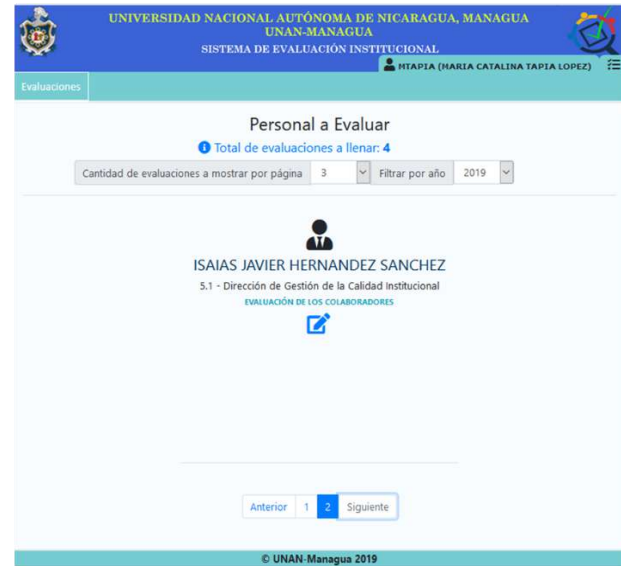 UNIVERSIDAD NACIONAL AUTÓNOMA DE NICARAGUA, MANAGUA
UNAN-MANAGUA
SISTEMA DE EVALUACIÓN INSTITUCIONAL
MTAPIA (MARIA CATALINA TAPIA LOPEZ)
Evaluaciones
Personal a Evaluar
Total de evaluaciones a llenar: 4
Cantidad de evaluaciones a mostrar por página 3 Filtrar por año 2019
ISAIAS JAVIER HERNANDEZ SANCHEZ
5.1 - Dirección de Gestión de la Calidad Institucional
EVALUACIÓN DE LOS COLABORADORES
Anterior 1 2 Siguiente
© UNAN-Managua 2019